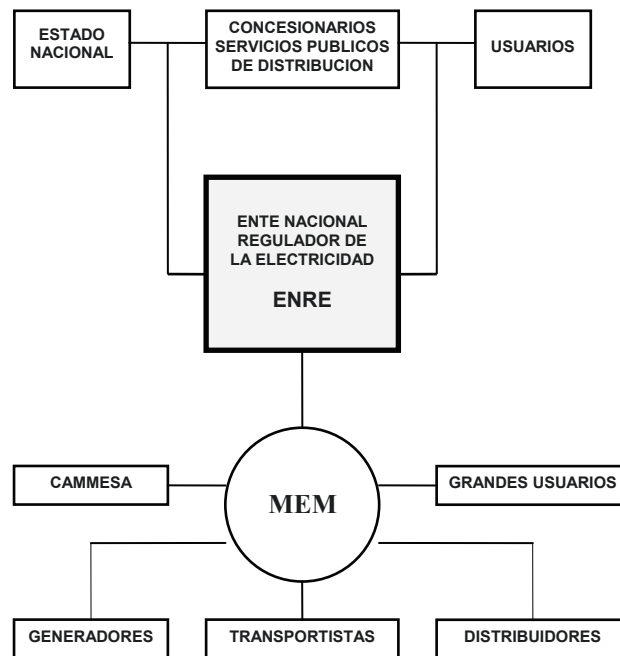 ESTADO
NACIONAL
CONCESIONARIOS
SERVICIOS PUBLICOS
DE DISTRIBUCION
USUARIOS
ENTE NACIONAL
REGULADOR DE
LA ELECTRICIDAD
ENRE
CAMMESA
MEM
GRANDES USUARIOS
GENERADORES
TRANSPORTISTAS
DISTRIBUIDORES